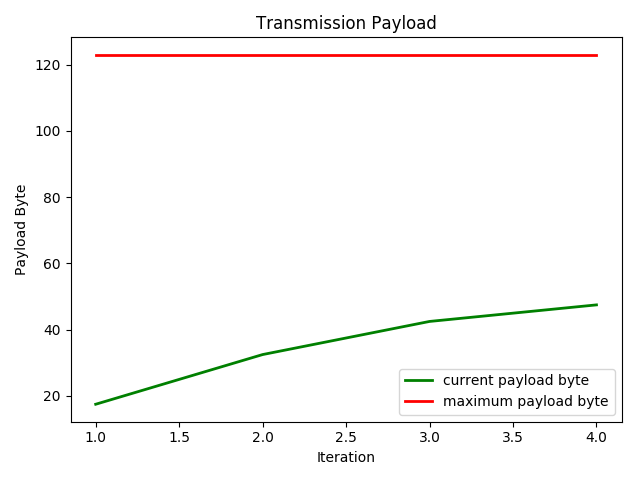 Transmission Payload
120
100
80
60
40
20
Payload Byte
current payload byte
maximum payload byte
1.0 1.5 2.0 2.5 3.0 3.5 4.0
Iteration